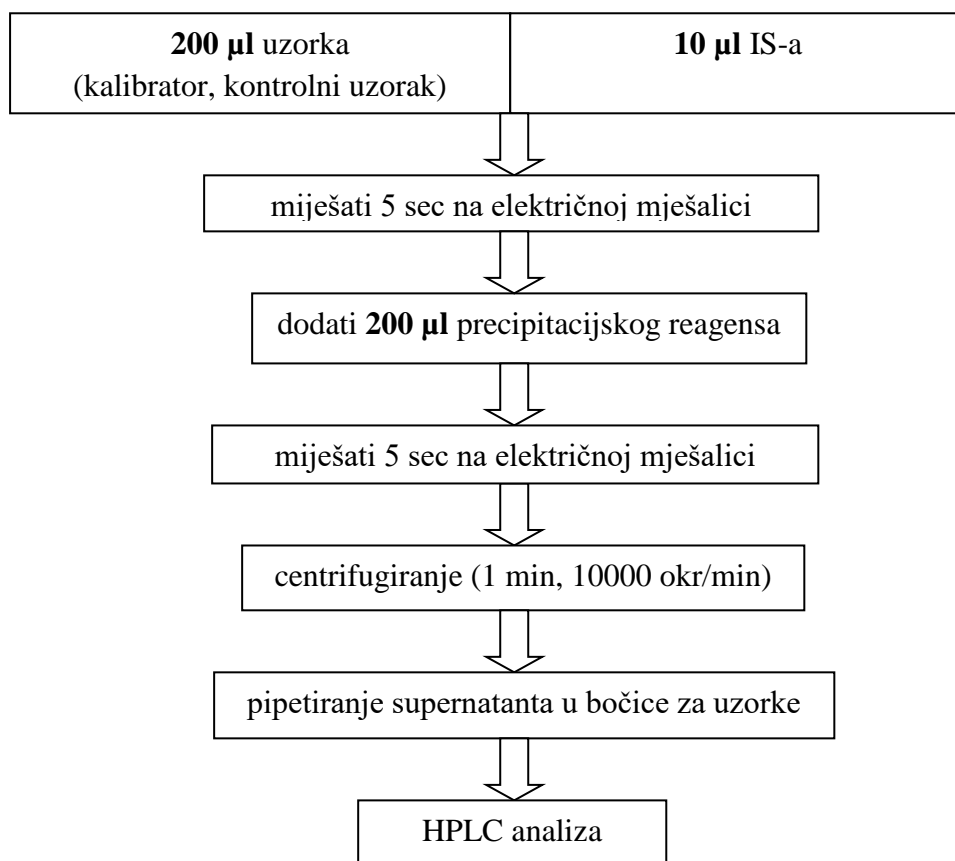 200 µl uzorka
(kalibrator, kontrolni uzorak)
10 µl IS-a
miješati 5 sec na električnoj mješalici
dodati 200 µl precipitacijskog reagensa
miješati 5 sec na električnoj mješalici
centrifugiranje (1 min, 10000 okr/min)
pipetiranje supernatanta u bočice za uzorke
HPLC analiza